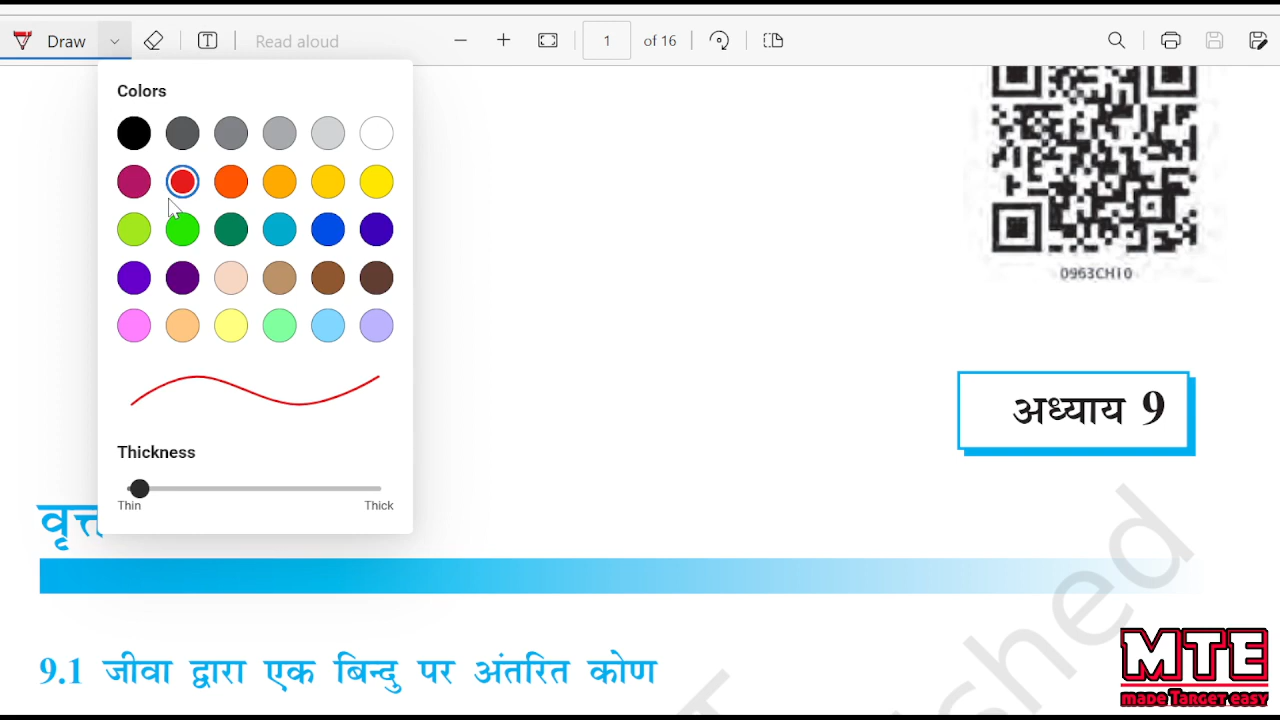 Draw
Read aloud
1
of 16
Colors
0963CH10
अध्याय 9
Thickness
Thin
Thick
वृत्त
9.1 जीवा द्वारा एक बिन्दु पर अंतरित कोण
shed
MTE
made Target easy